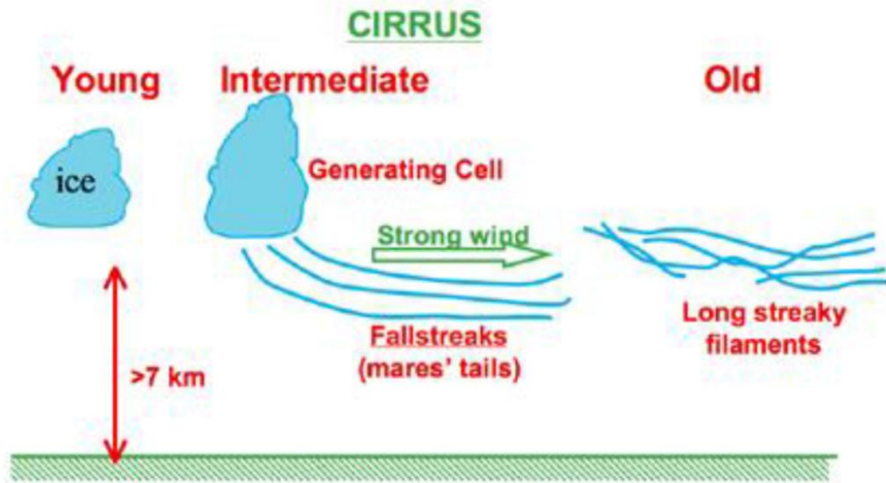 CIRRUS
Young
Intermediate
Old
ice
Generating Cell
Strong wind
Fallstreaks
(mares' tails)
Long streaky
filaments
>7 km